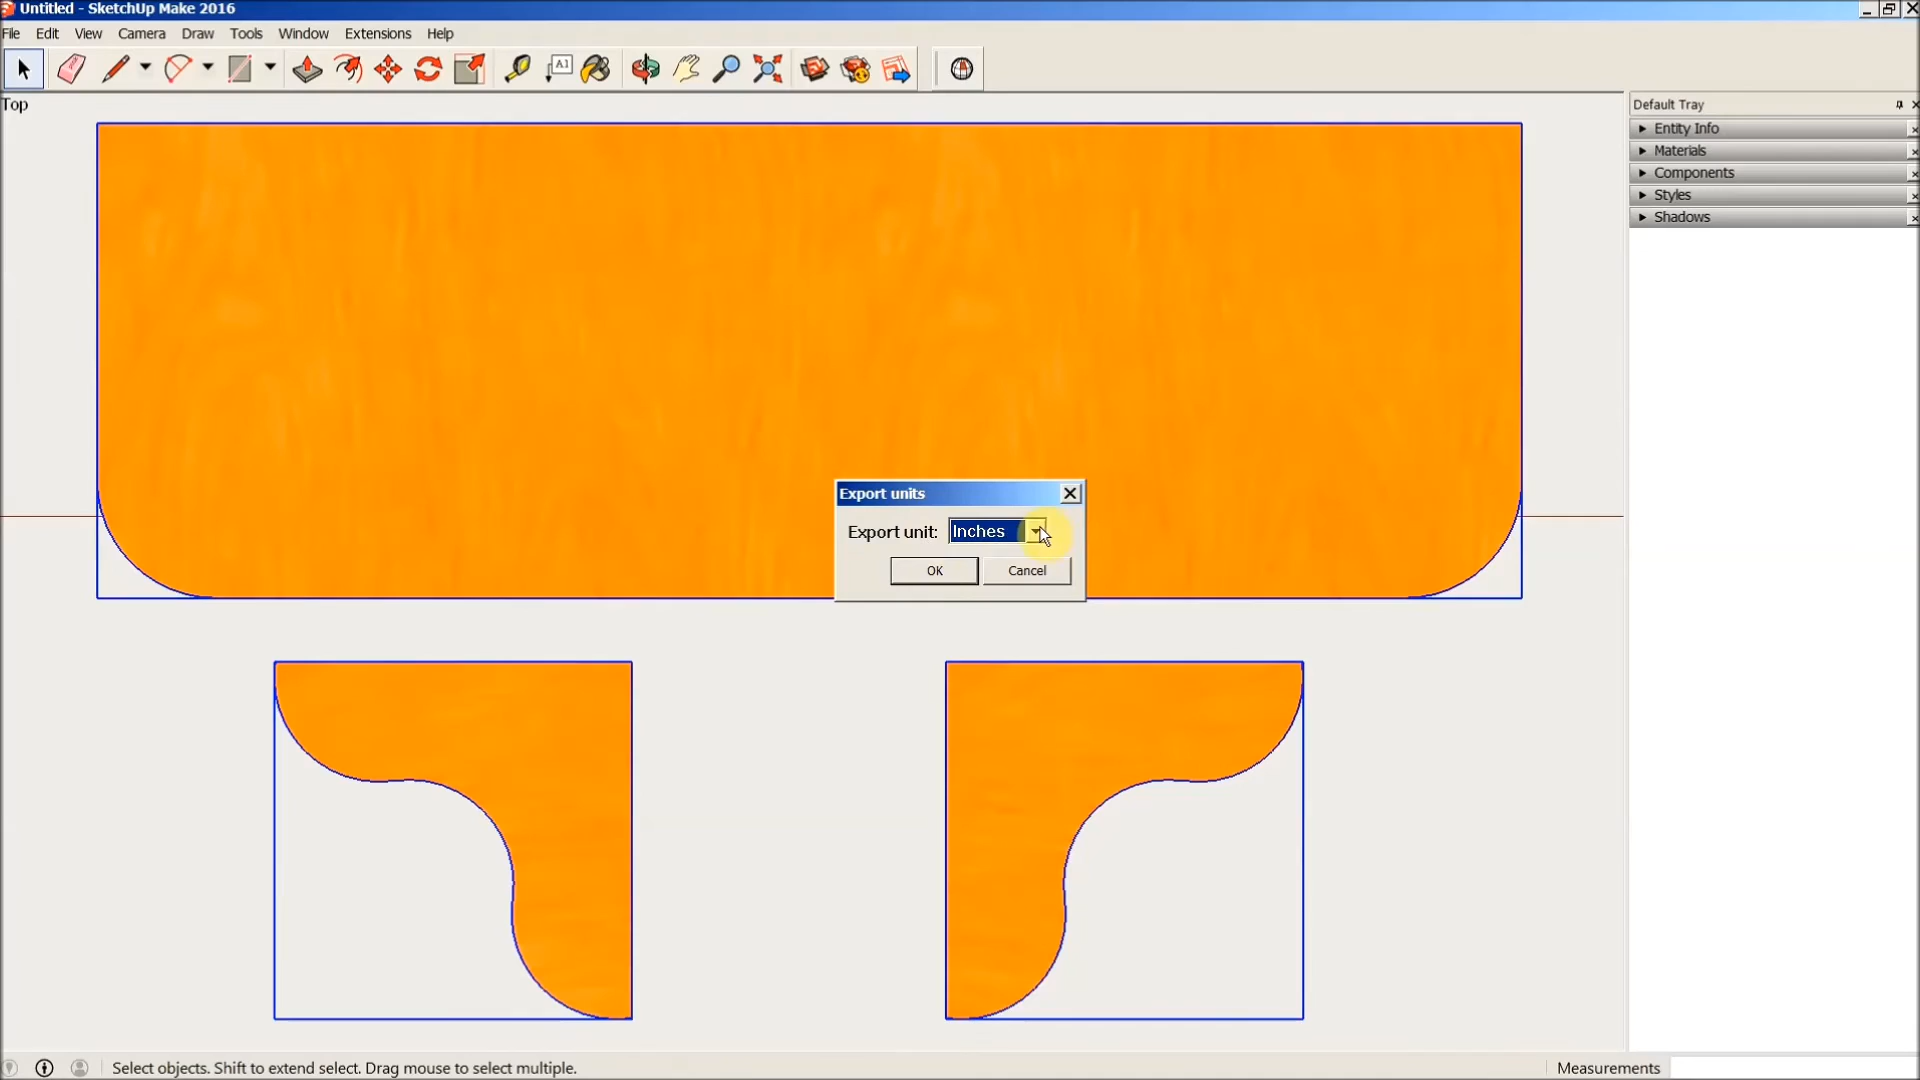 Untitled - SketchUp Make 2016
File Edit View Camera Draw Tools Window Extensions Help
A1
Top
Default Tray
Entity Info
Materials
Components
Styles
Shadows
Export units
Export unit: Inches
OK Cancel
Select objects. Shift to extend select. Drag mouse to select multiple.
Measurements